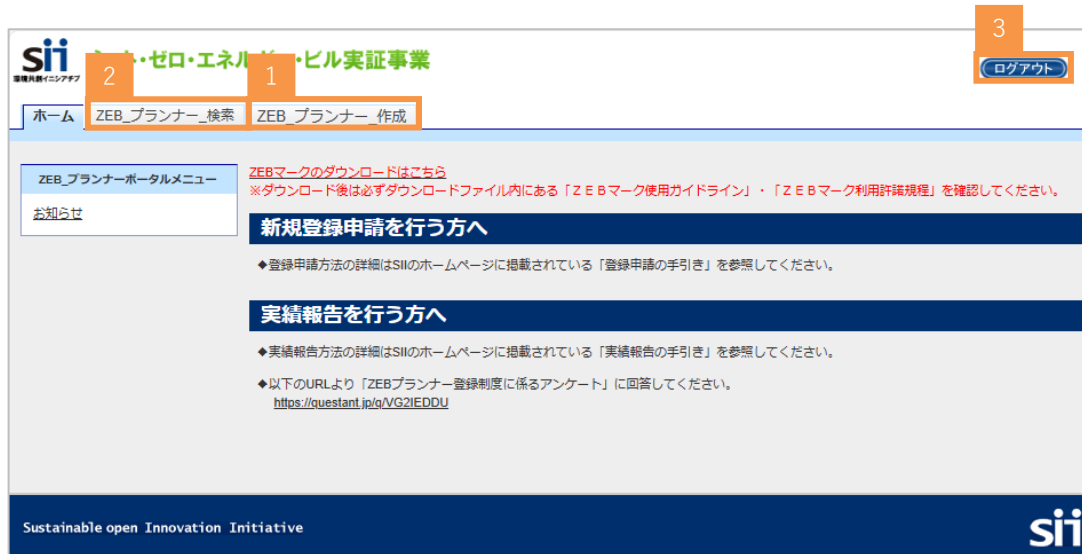 3
sii
環境共創イニシアチブ
・ゼロ・エネル
・ビル実証事業
ログアウト
2
1
ホーム
ZEB_プランナー_検索
ZEB_プランナー_作成
ZEB_プランナーポータルメニュー
お知らせ
ZEBマークのダウンロードはこちら
※ダウンロード後は必ずダウンロードファイル内にある「ＺＥＢマーク使用ガイドライン」・「ＺＥＢマーク利用許諾規程」を確認してください。
新規登録申請を行う方へ
◆登録申請方法の詳細はSIIのホームページに掲載されている「登録申請の手引き」を参照してください。
実績報告を行う方へ
◆実績報告方法の詳細はSIIのホームページに掲載されている「実績報告の手引き」を参照してください。
◆以下のURLより「ZEBプランナー登録制度に係るアンケート」に回答してください。
https://questant.jp/q/VG2IEDDU
Sustainable open Innovation Initiative
sii